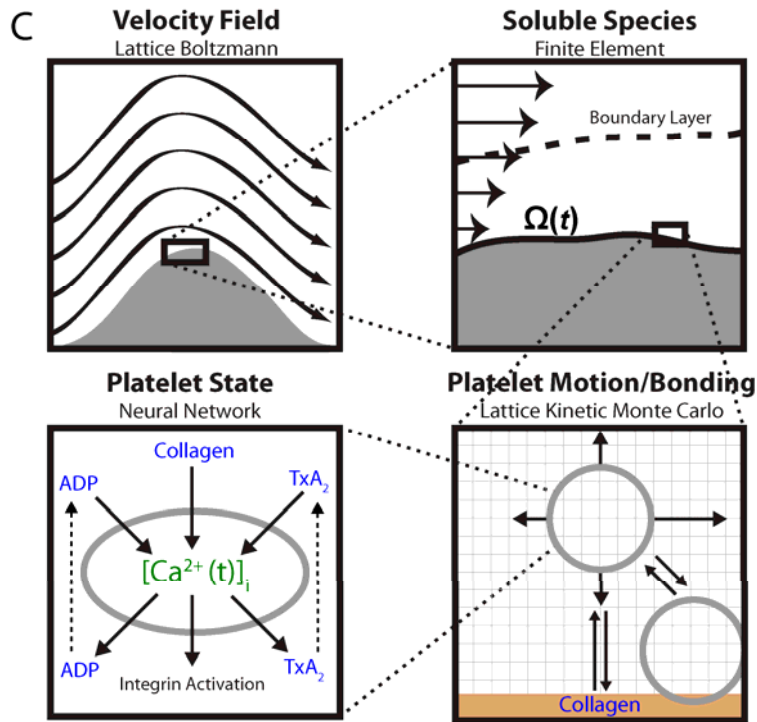 C
Velocity Field
Lattice Boltzmann
Soluble Species
Finite Element
Boundary Layer
Ω(t)
Platelet State
Neural Network
Collagen
ADP
TxA₂
[Ca²⁺(t)]ᵢ
ADP
TxA₂
Integrin Activation
Platelet Motion/Bonding
Lattice Kinetic Monte Carlo
Collagen